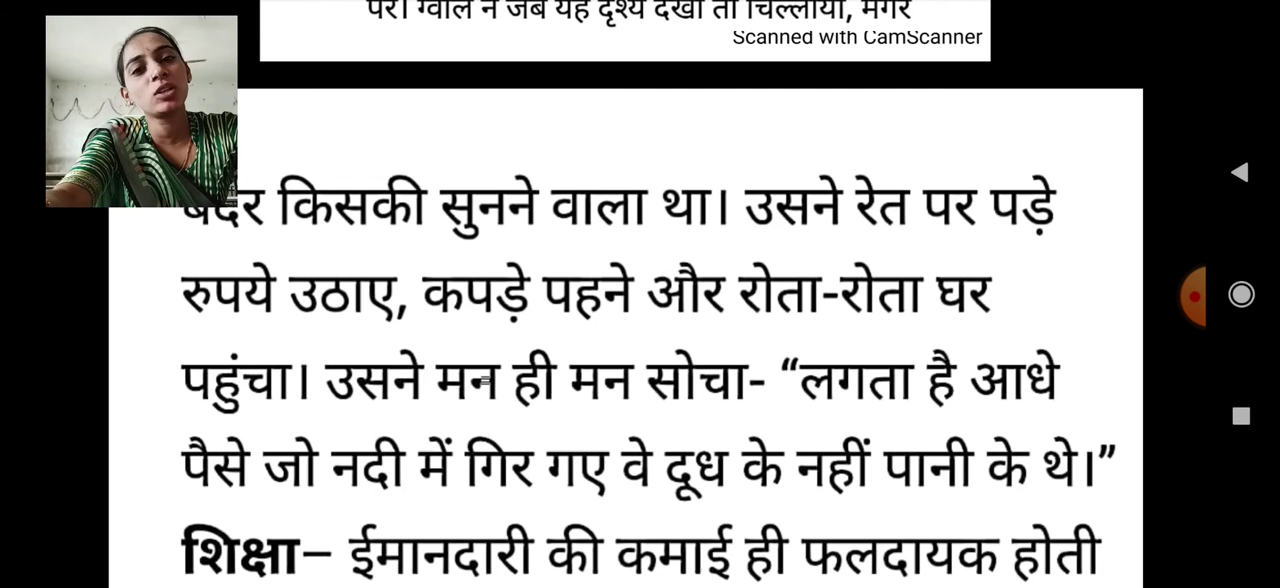 परा ग्वाले ने जब यह दृश्य देखा तो चिल्लाया, मगर
Scanned with CamScanner
बंदर किसकी सुनने वाला था। उसने रेत पर पड़े
रुपये उठाए, कपड़े पहने और रोता-रोता घर
पहुंचा। उसने मन ही मन सोचा- “लगता है आधे
पैसे जो नदी में गिर गए वे दूध के नहीं पानी के थे।”
शिक्षा– ईमानदारी की कमाई ही फलदायक होती